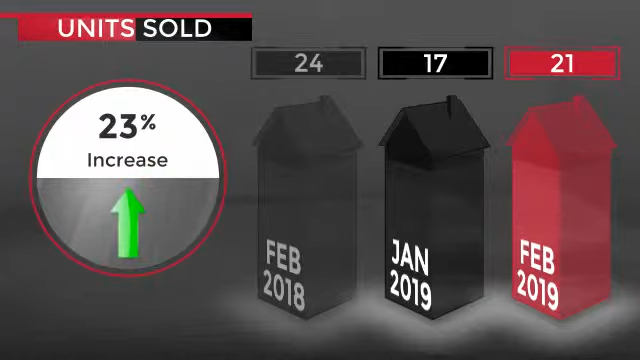 UNITS SOLD
24
17
21
23%
Increase
FEB
2018
JAN
2019
FEB
2019